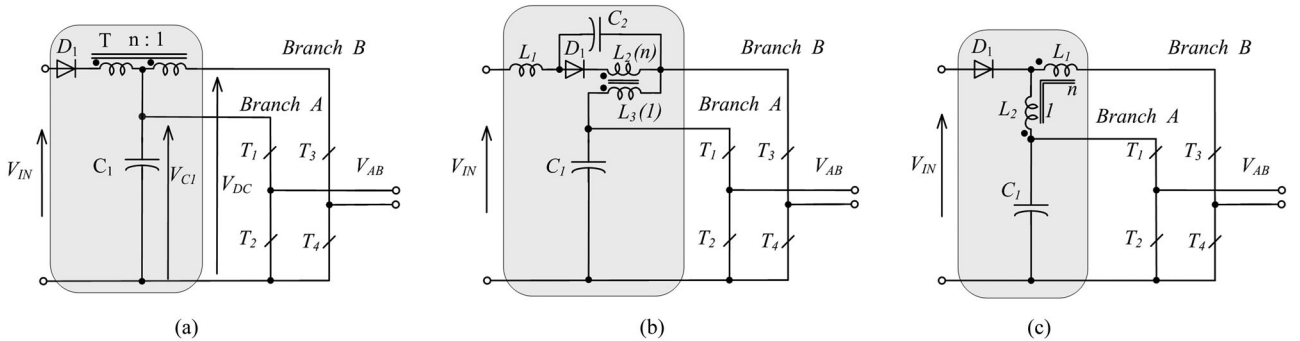 D1
T n : 1
Branch B
Branch A
C1
T1
T3
VIN
VC1
VDC
VAB
T2
T4
(a)
C2
L1
D1
L2(n)
Branch B
Branch A
L3(1)
T1
T3
VIN
C1
VAB
T2
T4
(b)
D1
L1
Branch B
n
L2
1
Branch A
T1
T3
VIN
C1
VAB
T2
T4
(c)